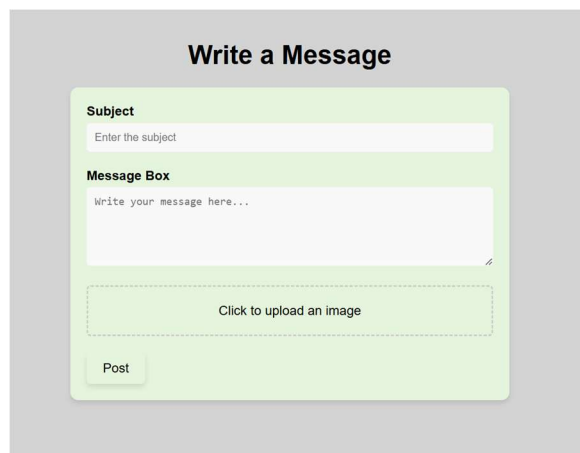 Write a Message
Subject
Enter the subject
Message Box
Write your message here...
Click to upload an image
Post